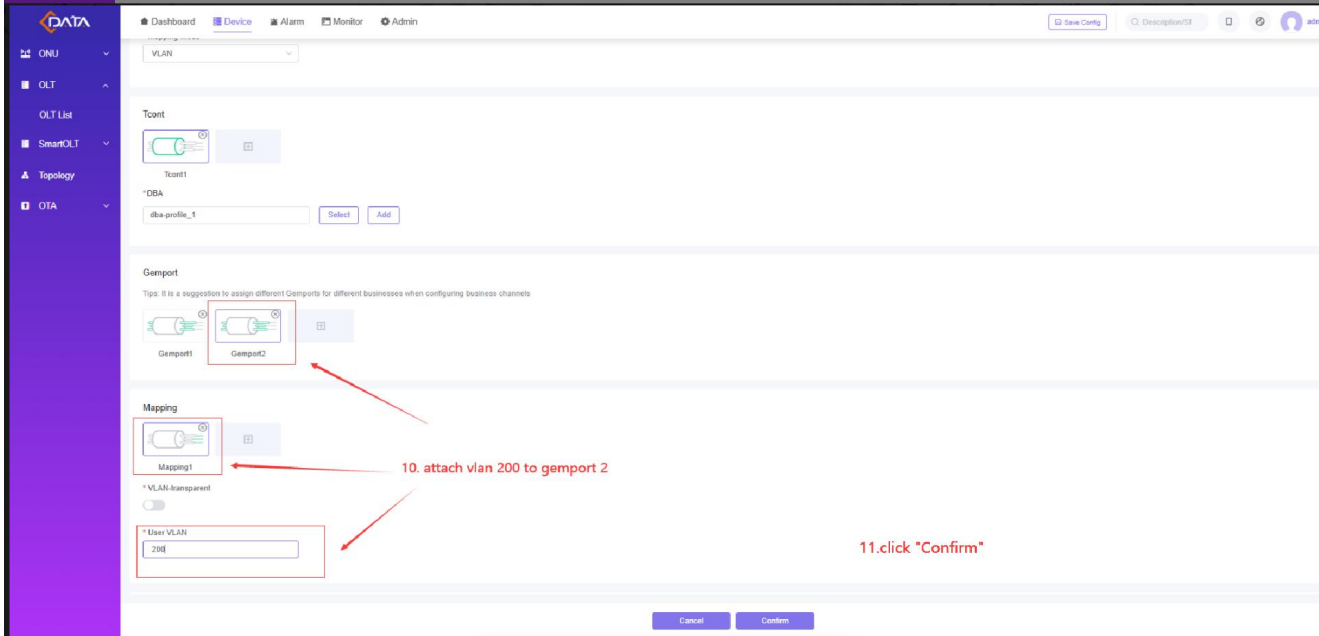 DATA
Dashboard Device Alarm Monitor Admin Save Config Description/SN adm
ONU
OLT
OLT List
SmartOLT
Topology
OTA
VLAN
Tcont
Tcont1
*DBA
dba-profile_1 Select Add
Gemport
Tips: It is a suggestion to assign different Gemports for different businesses when configuring business channels
Gemport1 Gemport2
Mapping
Mapping1
10. attach vlan 200 to gemport 2
* VLAN-transparent
* User VLAN
200
11.click "Confirm"
Cancel Confirm